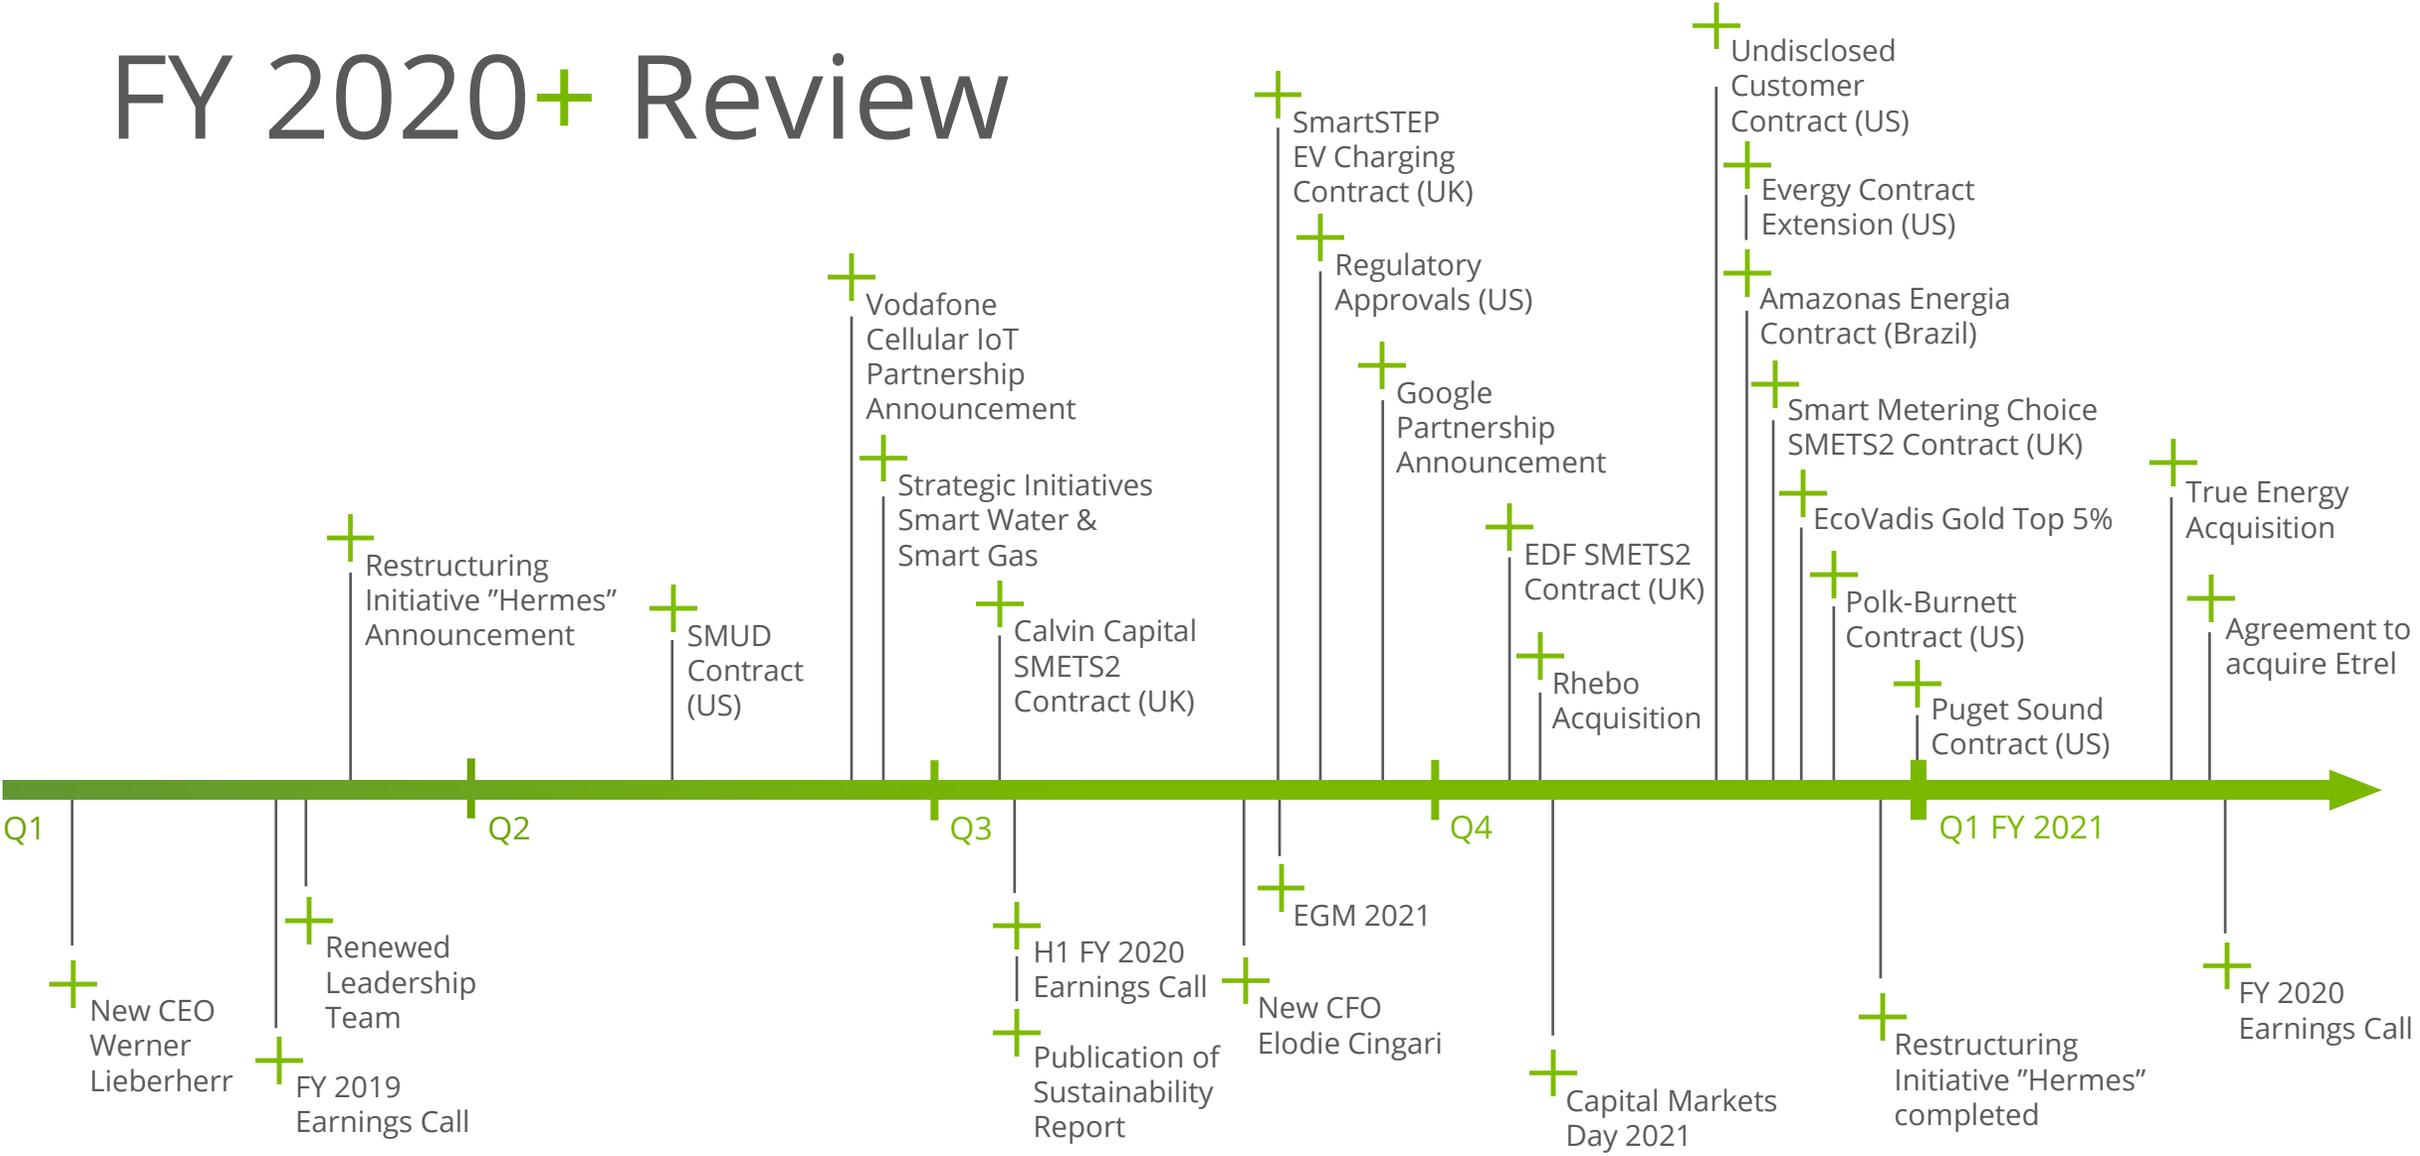 FY 2020+ Review
Undisclosed
Customer
Contract (US)
SmartSTEP
EV Charging
Contract (UK)
Evergy Contract
Extension (US)
Regulatory
Approvals (US)
Amazonas Energia
Contract (Brazil)
Vodafone
Cellular IoT
Partnership
Announcement
Google
Partnership
Announcement
Smart Metering Choice
SMETS2 Contract (UK)
Strategic Initiatives
Smart Water &
Smart Gas
EcoVadis Gold Top 5%
True Energy
Acquisition
Restructuring
Initiative ”Hermes”
Announcement
EDF SMETS2
Contract (UK)
Polk-Burnett
Contract (US)
SMUD
Contract
(US)
Calvin Capital
SMETS2
Contract (UK)
Agreement to
acquire Etrel
Rhebo
Acquisition
Puget Sound
Contract (US)
Q1
Q2
Q3
Q4
Q1 FY 2021
New CEO
Werner
Lieberherr
Renewed
Leadership
Team
FY 2019
Earnings Call
H1 FY 2020
Earnings Call
Publication of
Sustainability
Report
EGM 2021
New CFO
Elodie Cingari
Capital Markets
Day 2021
Restructuring
Initiative ”Hermes”
completed
FY 2020
Earnings Call